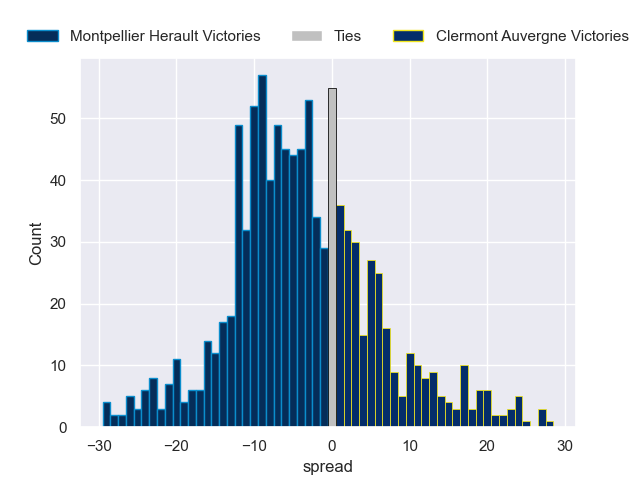 Montpellier Herault Victories   Ties   Clermont Auvergne Victories
50
40
30
20
10
0
Count
−30 −20 −10 0 10 20 30
spread